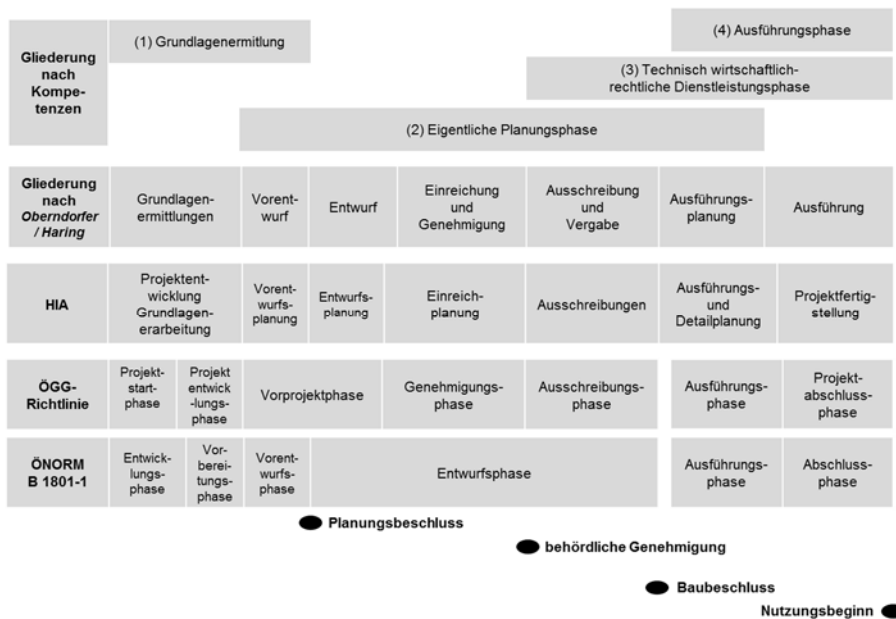 Gliederung
nach
Kompe-
tenzen
(1) Grundlagenermitlung
(4) Ausführungsphase
(3) Technisch wirtschaftlich-
rechtliche Dienstleistungsphase
(2) Eigentliche Planungsphase
Gliederung
nach
Oberndorfer
/ Haring
Grundlagen-
ermittlungen
Vorent-
wurf
Entwurf
Einreichung
und
Genehmigung
Ausschreibung
und
Vergabe
Ausführungs-
planung
Ausführung
HIA
Projektent-
wicklung
Grundlagen-
erarbeitung
Vorent-
wurfs-
planung
Entwurfs-
planung
Einreich-
planung
Ausschreibungen
Ausführungs-
und
Detailplanung
Projektfertig-
stellung
ÖGG-
Richtlinie
Projekt-
start-
phase
Projekt
entwick
-lungs-
phase
Vorprojektphase
Genehmigungs-
phase
Ausschreibungs-
phase
Ausführungs-
phase
Projekt-
abschluss-
phase
ÖNORM
B 1801-1
Entwick-
lungs-
phase
Vor-
berei-
tungs-
phase
Vorent-
wurfs-
phase
Entwurfsphase
Ausführungs-
phase
Abschluss-
phase
Planungsbeschluss
behördliche Genehmigung
Baubeschluss
Nutzungsbeginn